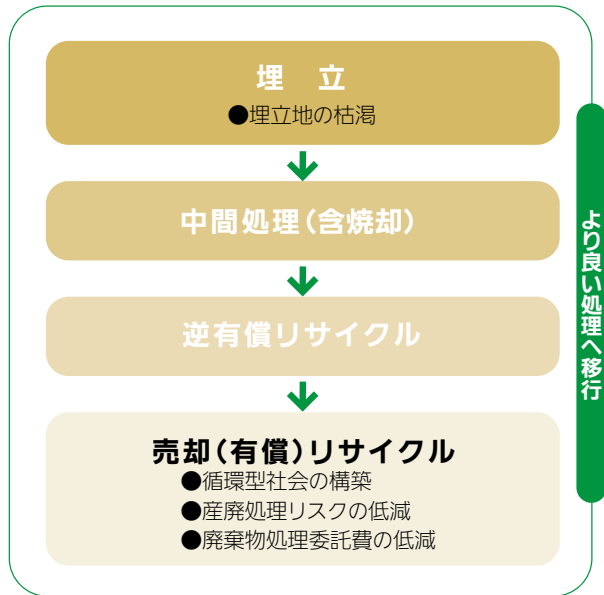 埋　立
●埋立地の枯渇
中間処理（含焼却）
逆有償リサイクル
売却（有償）リサイクル
●循環型社会の構築
●産廃処理リスクの低減
●廃棄物処理委託費の低減
より良い処理へ移行